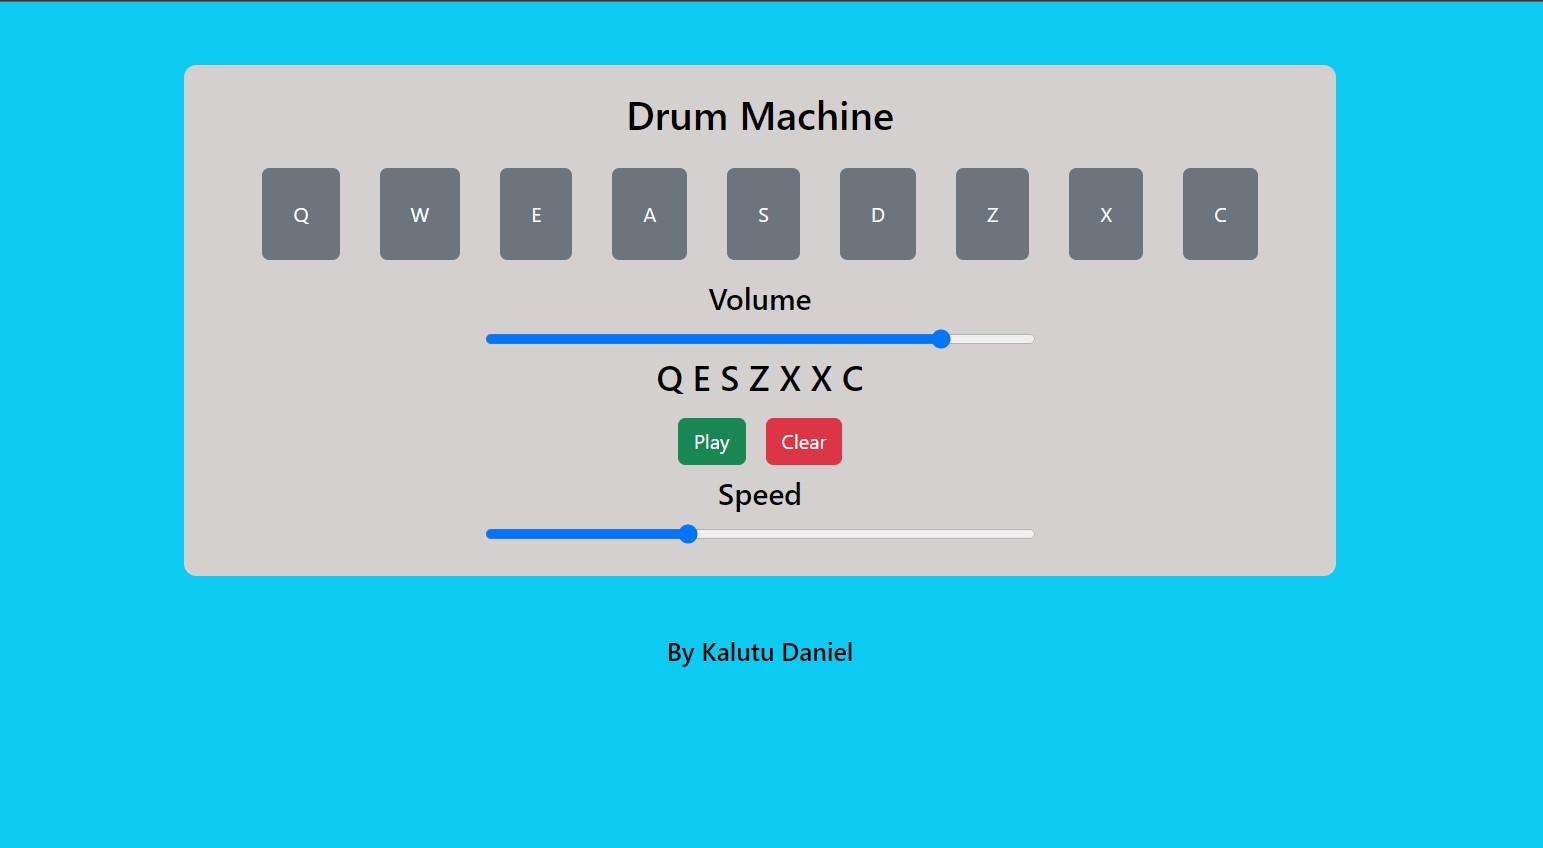 Drum Machine
Q W E A S D Z X C
Volume
Q E S Z X X C
Play Clear
Speed
By Kalutu Daniel